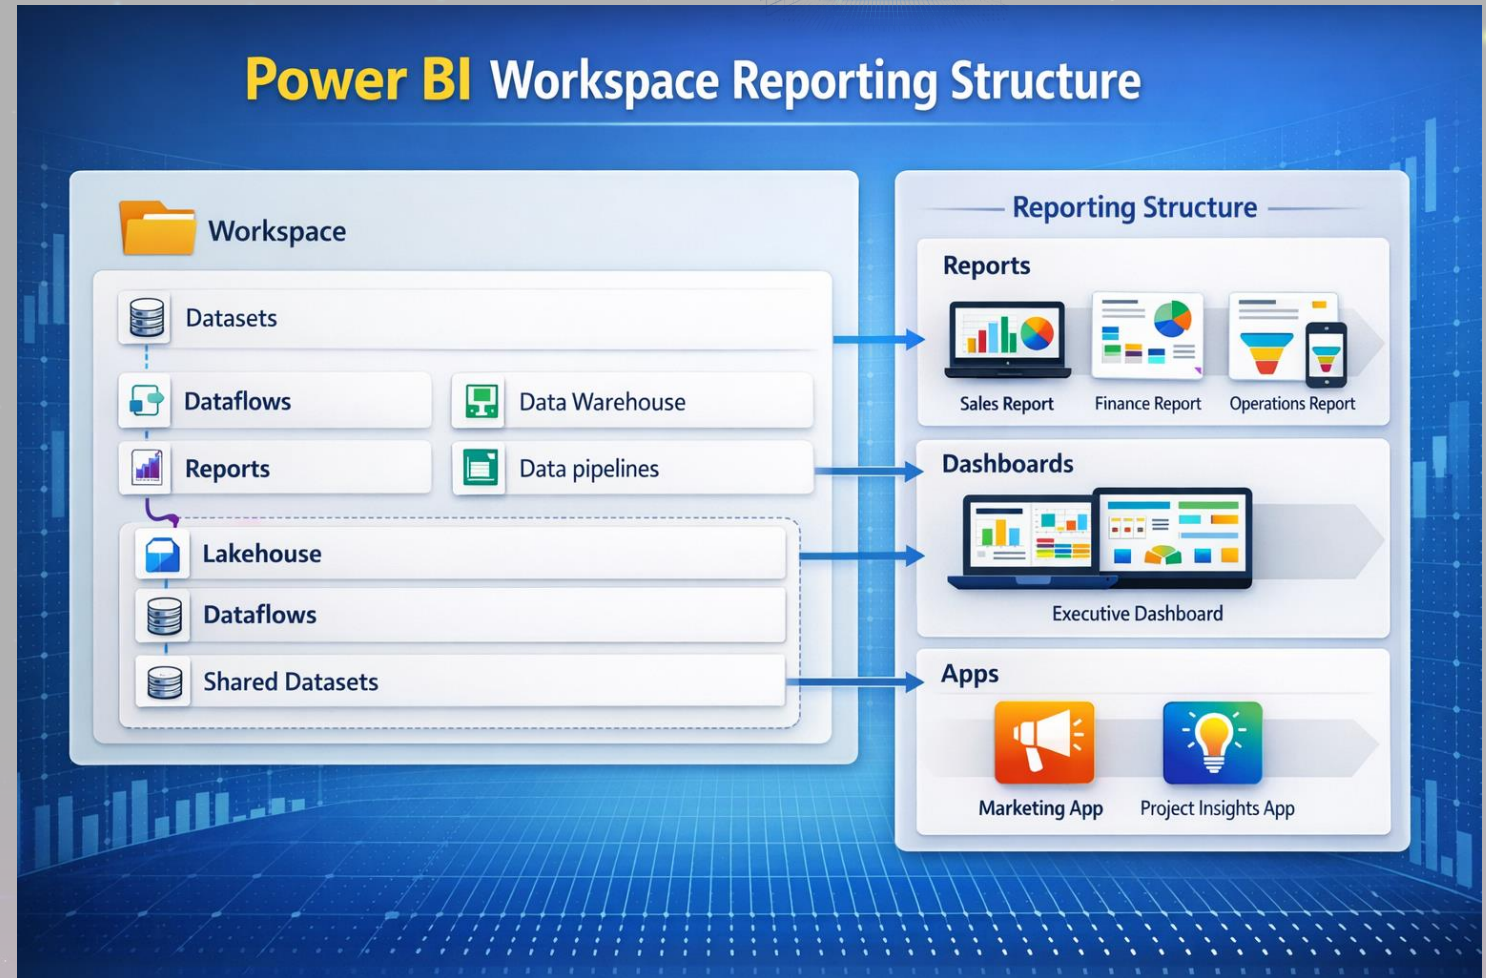 Power BI Workspace Reporting Structure
Workspace
Datasets
Dataflows
Data Warehouse
Reports
Data pipelines
Lakehouse
Dataflows
Shared Datasets
Reporting Structure
Reports
Sales Report
Finance Report
Operations Report
Dashboards
Executive Dashboard
Apps
Marketing App
Project Insights App